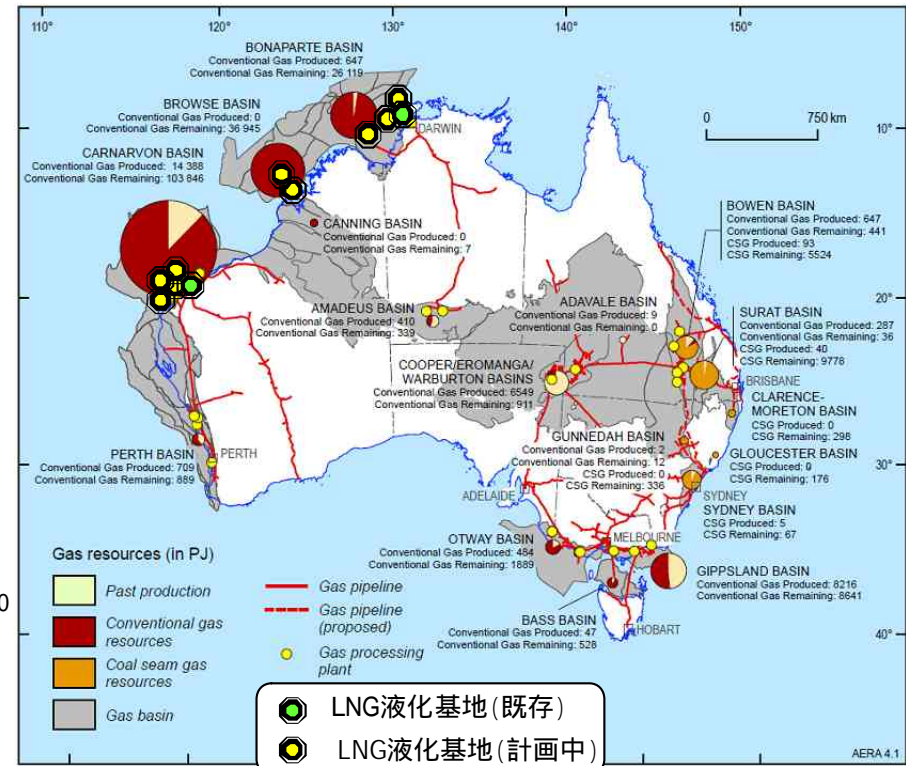 110°
120°
130°
140°
150°
BONAPARTE BASIN
Conventional Gas Produced: 647
Conventional Gas Remaining: 26 119
BROWSE BASIN
Conventional Gas Produced: 0
Conventional Gas Remaining: 36 945
CARNARVON BASIN
Conventional Gas Produced: 14 388
Conventional Gas Remaining: 103 846
DARWIN
0
750 km
10°
CANNING BASIN
Conventional Gas Produced: 0
Conventional Gas Remaining: 7
BOWEN BASIN
Conventional Gas Produced: 647
Conventional Gas Remaining: 441
CSG Produced: 93
CSG Remaining: 5524
20°
AMADEUS BASIN
Conventional Gas Produced: 410
Conventional Gas Remaining: 339
ADAVALE BASIN
Conventional Gas Produced: 9
Conventional Gas Remaining: 0
SURAT BASIN
Conventional Gas Produced: 287
Conventional Gas Remaining: 36
CSG Produced: 40
CSG Remaining: 9778
COOPER/EROMANGA/
WARBURTON BASINS
Conventional Gas Produced: 6549
Conventional Gas Remaining: 911
BRISBANE
CLARENCE-
MORETON BASIN
CSG Produced: 0
CSG Remaining: 298
GUNNEDAH BASIN
Conventional Gas Produced: 2
Conventional Gas Remaining: 12
CSG Produced: 0
CSG Remaining: 336
GLOUCESTER BASIN
CSG Produced: 0
CSG Remaining: 176
PERTH BASIN
Conventional Gas Produced: 709
Conventional Gas Remaining: 889
PERTH
30°
ADELAIDE
SYDNEY
SYDNEY BASIN
CSG Produced: 5
CSG Remaining: 67
OTWAY BASIN
Conventional Gas Produced: 484
Conventional Gas Remaining: 1889
MELBOURNE
GIPPSLAND BASIN
Conventional Gas Produced: 8216
Conventional Gas Remaining: 8641
BASS BASIN
Conventional Gas Produced: 47
Conventional Gas Remaining: 528
HOBART
40°
Gas resources (in PJ)
Past production
Conventional gas
resources
Coal seam gas
resources
Gas basin
Gas pipeline
Gas pipeline
(proposed)
Gas processing
plant
0
LNG液化基地(既存)
LNG液化基地(計画中)
AERA 4.1